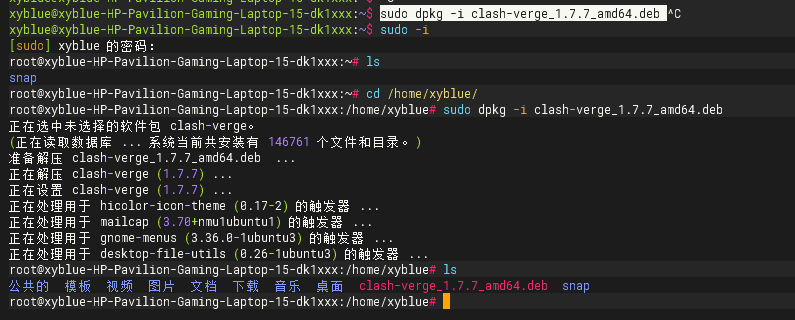 xyblue@xyblue-HP-Pavilion-Gaming-Laptop-15-dk1xxx:~$ sudo dpkg -i clash-verge_1.7.7_amd64.deb ^C
xyblue@xyblue-HP-Pavilion-Gaming-Laptop-15-dk1xxx:~$ sudo -i
[sudo] xyblue 的密码：
root@xyblue-HP-Pavilion-Gaming-Laptop-15-dk1xxx:~# ls
snap
root@xyblue-HP-Pavilion-Gaming-Laptop-15-dk1xxx:~# cd /home/xyblue/
root@xyblue-HP-Pavilion-Gaming-Laptop-15-dk1xxx:/home/xyblue# sudo dpkg -i clash-verge_1.7.7_amd64.deb
正在选中未选择的软件包 clash-verge。
(正在读取数据库 ... 系统当前共安装有 146761 个文件和目录。)
准备解压 clash-verge_1.7.7_amd64.deb  ...
正在解压 clash-verge (1.7.7) ...
正在设置 clash-verge (1.7.7) ...
正在处理用于 hicolor-icon-theme (0.17-2) 的触发器 ...
正在处理用于 mailcap (3.70+nmu1ubuntu1) 的触发器 ...
正在处理用于 gnome-menus (3.36.0-1ubuntu3) 的触发器 ...
正在处理用于 desktop-file-utils (0.26-1ubuntu3) 的触发器 ...
root@xyblue-HP-Pavilion-Gaming-Laptop-15-dk1xxx:/home/xyblue# ls
公共的  模板  视频  图片  文档  下载  音乐  桌面  clash-verge_1.7.7_amd64.deb  snap
root@xyblue-HP-Pavilion-Gaming-Laptop-15-dk1xxx:/home/xyblue#